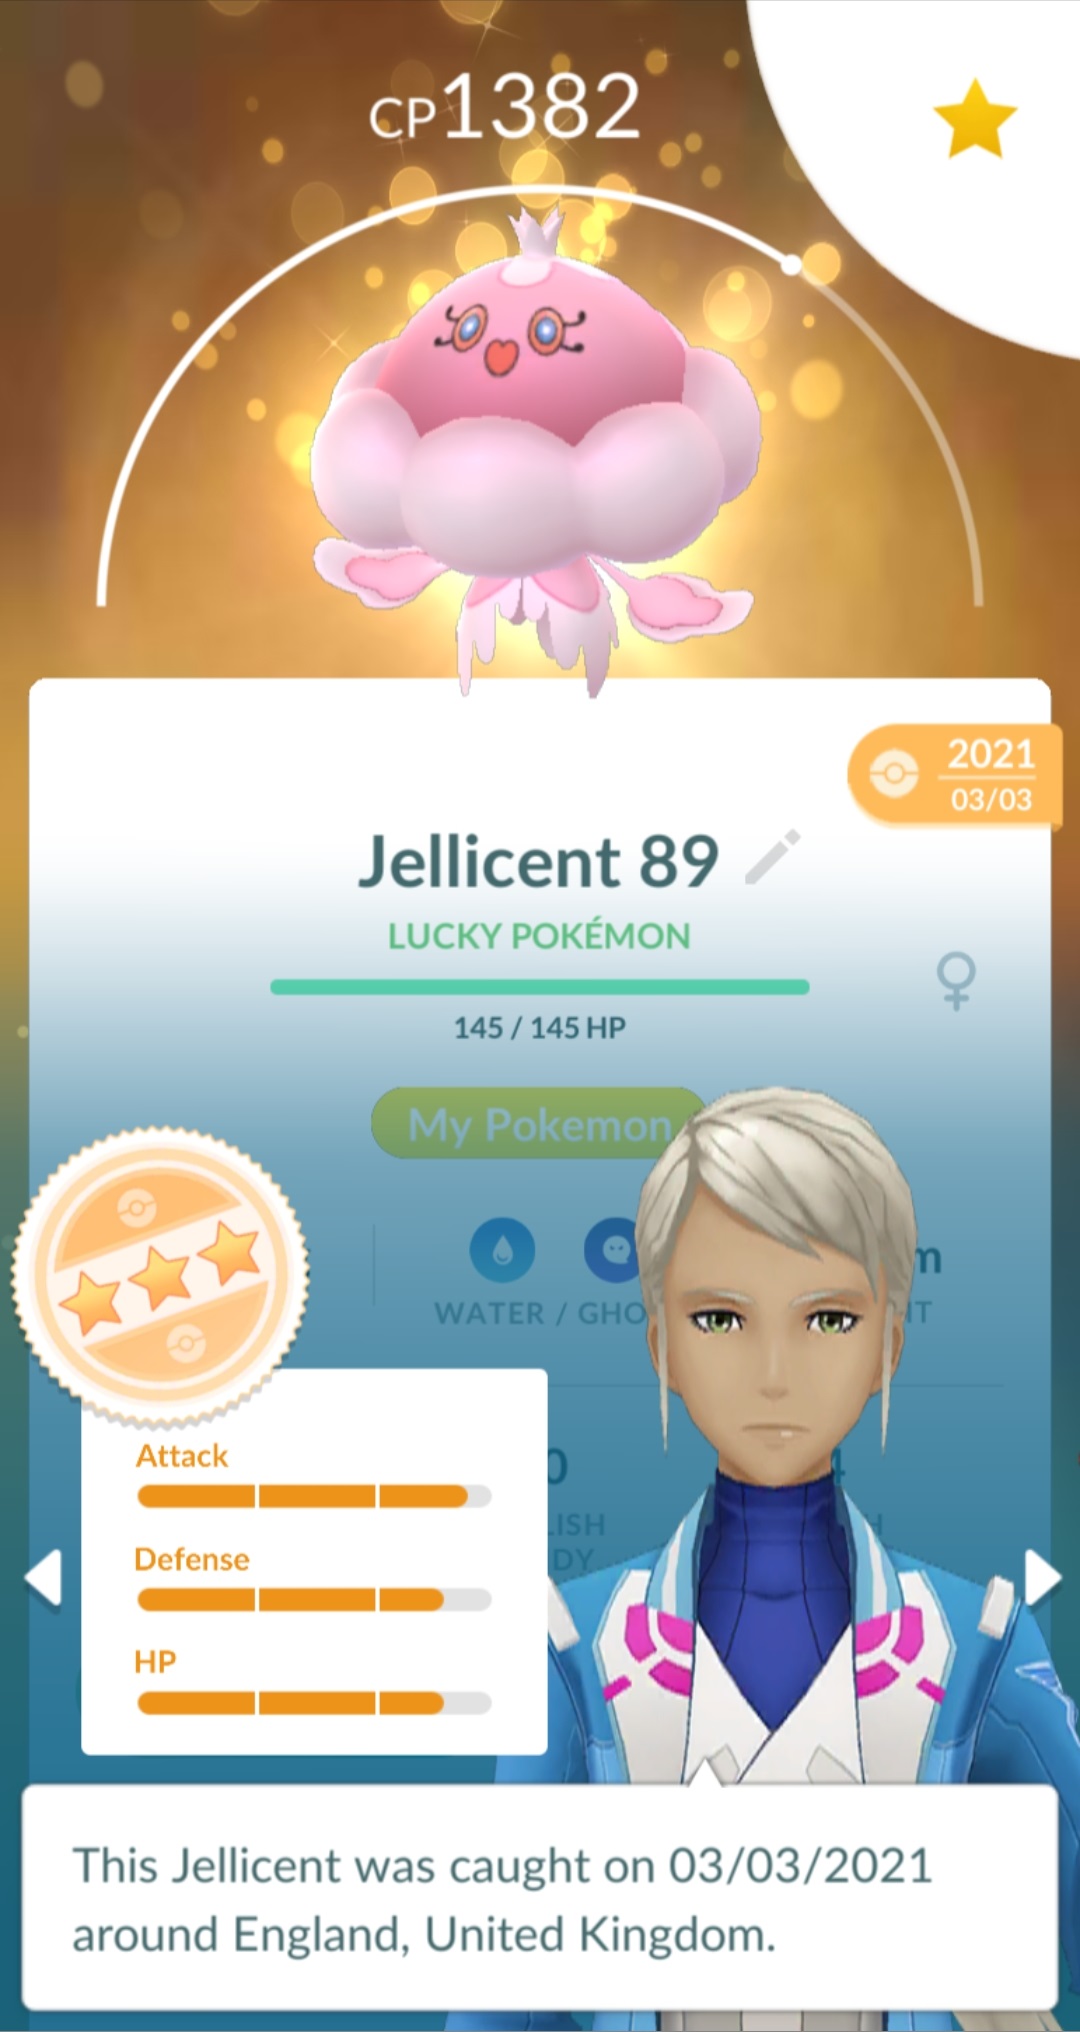 CP1382
2021
03/03
Jellicent 89
LUCKY POKÉMON
145 / 145 HP
My Pokemon
WATER /
Attack
Defense
HP
This Jellicent was caught on 03/03/2021
around England, United Kingdom.